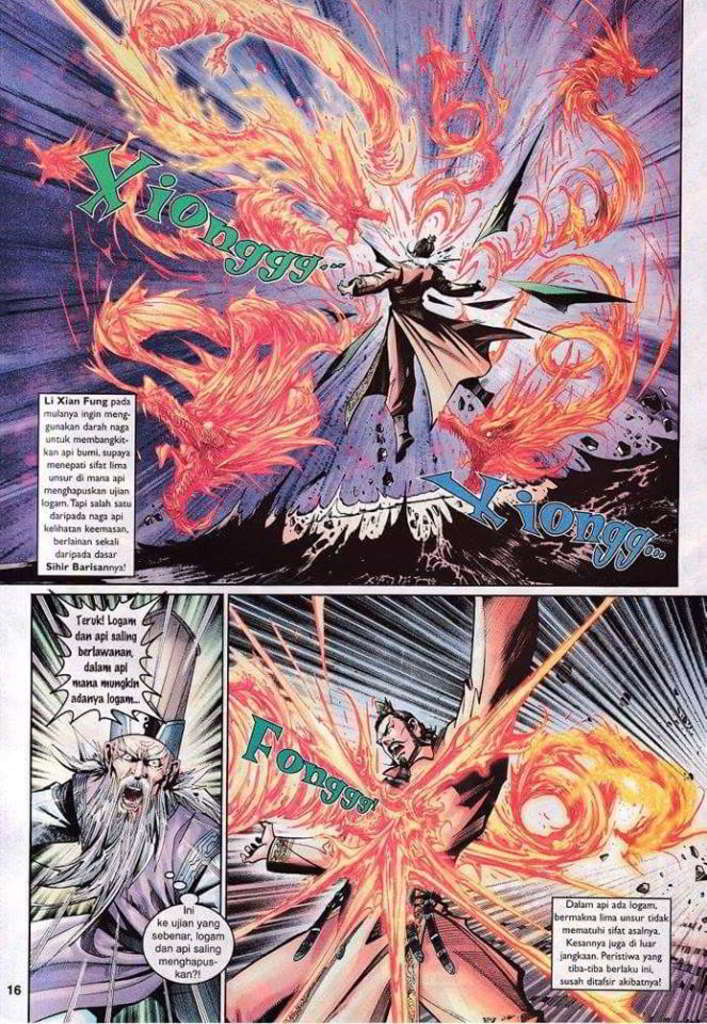 Xionggg...
Li Xian Fung pada
mulanya ingin meng-
gunakan darah naga
untuk membangkit-
kan api bumi, supaya
menepati sifat lima
unsur di mana api
menghapuskan ujian
logam. Tapi salah satu
daripada naga api
kelihatan keemasan,
berlainan sekali
daripada dasar
Sihir Barisannya!
Xiongg...
Teruk! Logam
dan api saling
berlawanan,
dalam api
mana mungkin
adanya logam...
Ini
ke ujian yang
sebenar, logam
dan api saling
menghapus-
kan?!
Fonggg!
Dalam api ada logam,
bermakna lima unsur tidak
mematuhi sifat asalnya.
Kesannya juga di luar
jangkaan. Peristiwa yang
tiba-tiba berlaku ini,
susah ditafsir akibatnya!
16